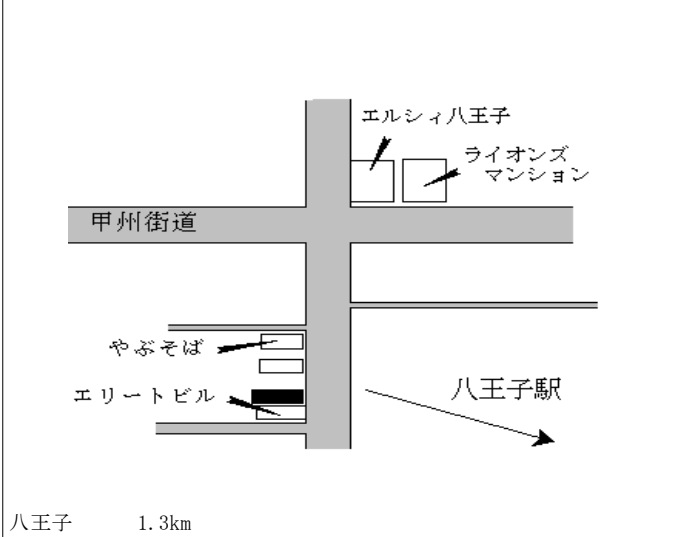 エルシィ八王子
ライオンズ
マンション
甲州街道
やぶそば
エリートビル
八王子駅
八王子 1.3km